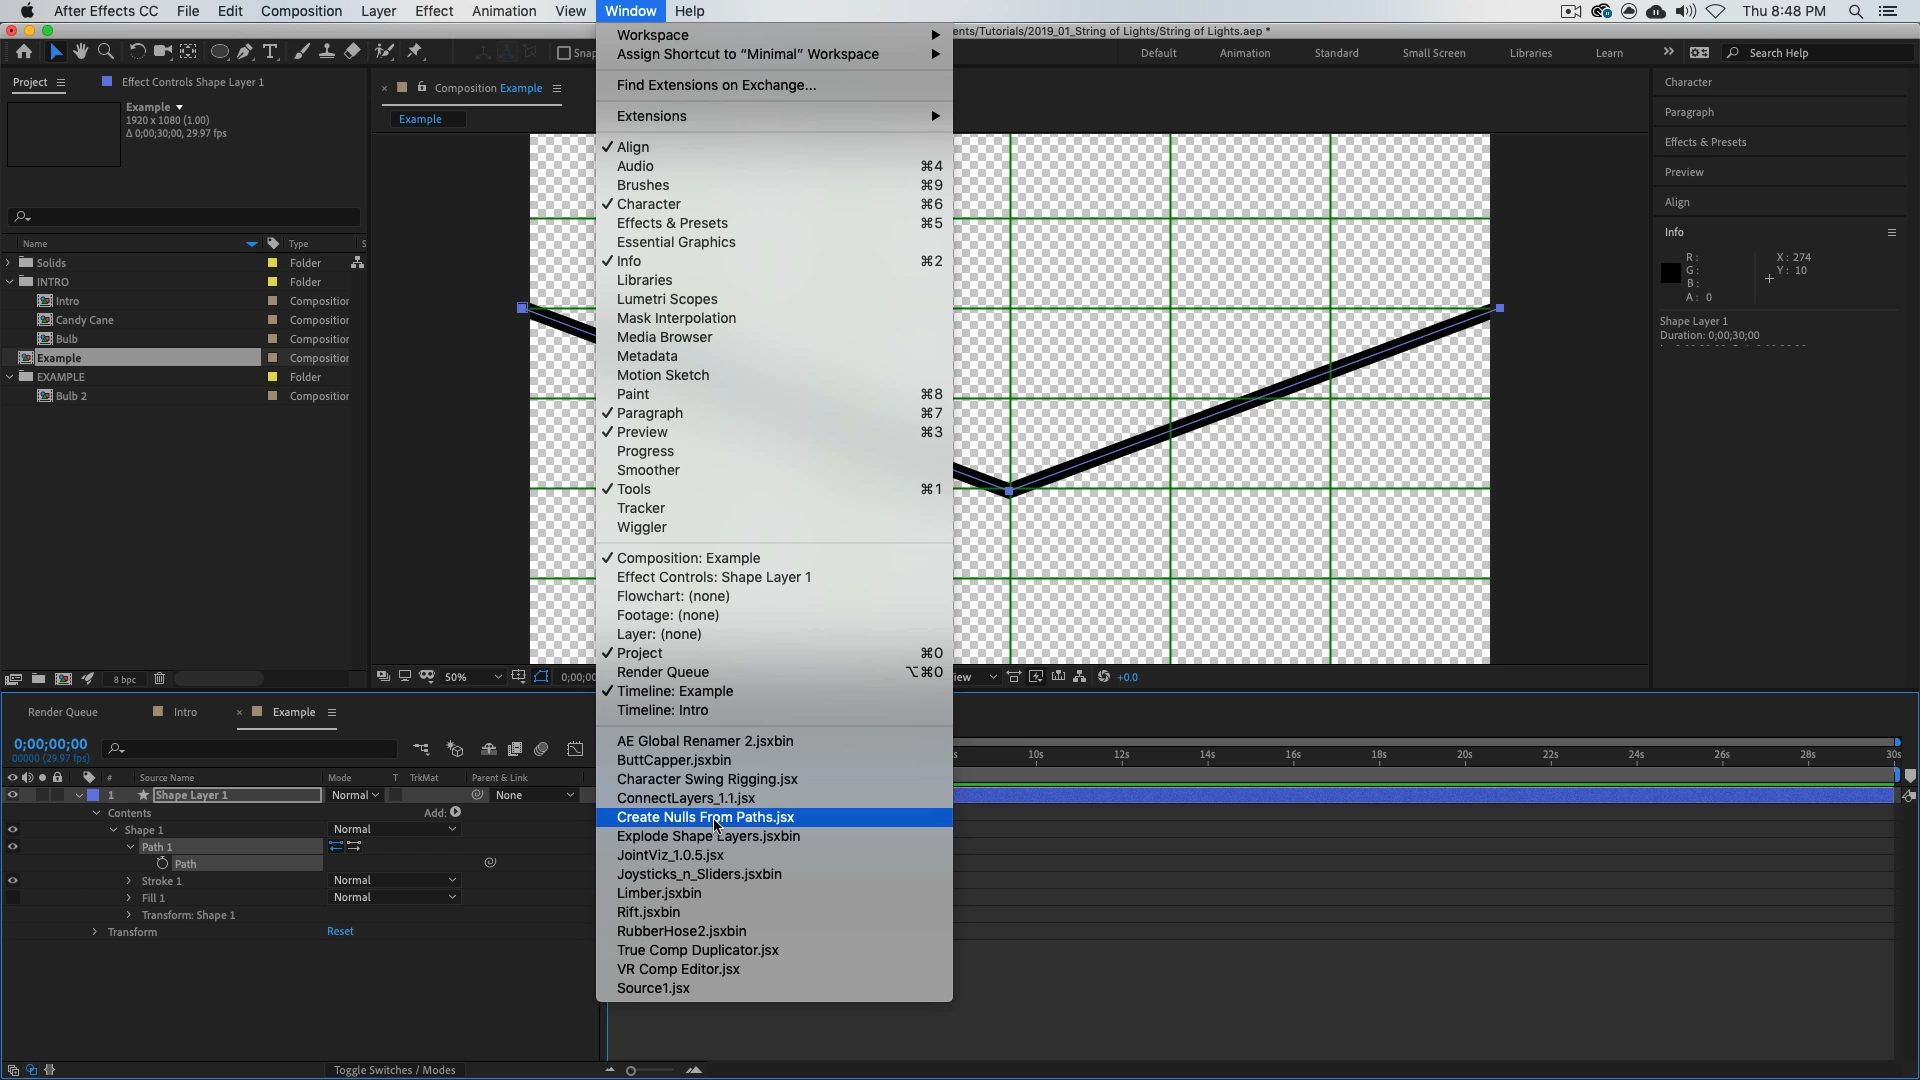 After Effects CC File Edit Composition Layer Effect Animation View Window Help Thu 8:48 PM
ents/Tutorials/2019_01_String of Lights/String of Lights.aep *
Snap Default Animation Standard Small Screen Libraries Learn Search Help
Project Effect Controls Shape Layer 1
Example
1920 x 1080 (1.00)
Δ 0;00;30;00, 29.97 fps
Name Type S
Solids Folder
INTRO Folder
Intro Composition
Candy Cane Composition
Bulb Composition
Example Composition
EXAMPLE Folder
Bulb 2 Composition
8 bpc
Composition Example
Example
50% 0;00;
iew +0.0
Workspace
Assign Shortcut to “Minimal” Workspace
Find Extensions on Exchange...
Extensions
✓ Align
Audio ⌘4
Brushes ⌘9
✓ Character ⌘6
Effects & Presets ⌘5
Essential Graphics
✓ Info ⌘2
Libraries
Lumetri Scopes
Mask Interpolation
Media Browser
Metadata
Motion Sketch
Paint ⌘8
✓ Paragraph ⌘7
✓ Preview ⌘3
Progress
Smoother
✓ Tools ⌘1
Tracker
Wiggler
✓ Composition: Example
Effect Controls: Shape Layer 1
Flowchart: (none)
Footage: (none)
Layer: (none)
✓ Project ⌘0
Render Queue ⌥⌘0
✓ Timeline: Example
Timeline: Intro
AE Global Renamer 2.jsxbin
ButtCapper.jsxbin
Character Swing Rigging.jsx
ConnectLayers_1.1.jsx
Create Nulls From Paths.jsx
Explode Shape Layers.jsxbin
JointViz_1.0.5.jsx
Joysticks_n_Sliders.jsxbin
Limber.jsxbin
Rift.jsxbin
RubberHose2.jsxbin
True Comp Duplicator.jsx
VR Comp Editor.jsx
Source1.jsx
Character
Paragraph
Effects & Presets
Preview
Align
Info
R: X: 274
G: Y: 10
B:
A: 0
Shape Layer 1
Duration: 0;00;30;00
Render Queue Intro Example
0;00;00;00
00000 (29.97 fps)
# Source Name Mode T TrkMat Parent & Link
s 10s 12s 14s 16s 18s 20s 22s 24s 26s 28s 30s
1 Shape Layer 1 Normal None
Contents Add:
Shape 1 Normal
Path 1
Path
Stroke 1 Normal
Fill 1 Normal
Transform: Shape 1
Transform Reset
Toggle Switches / Modes